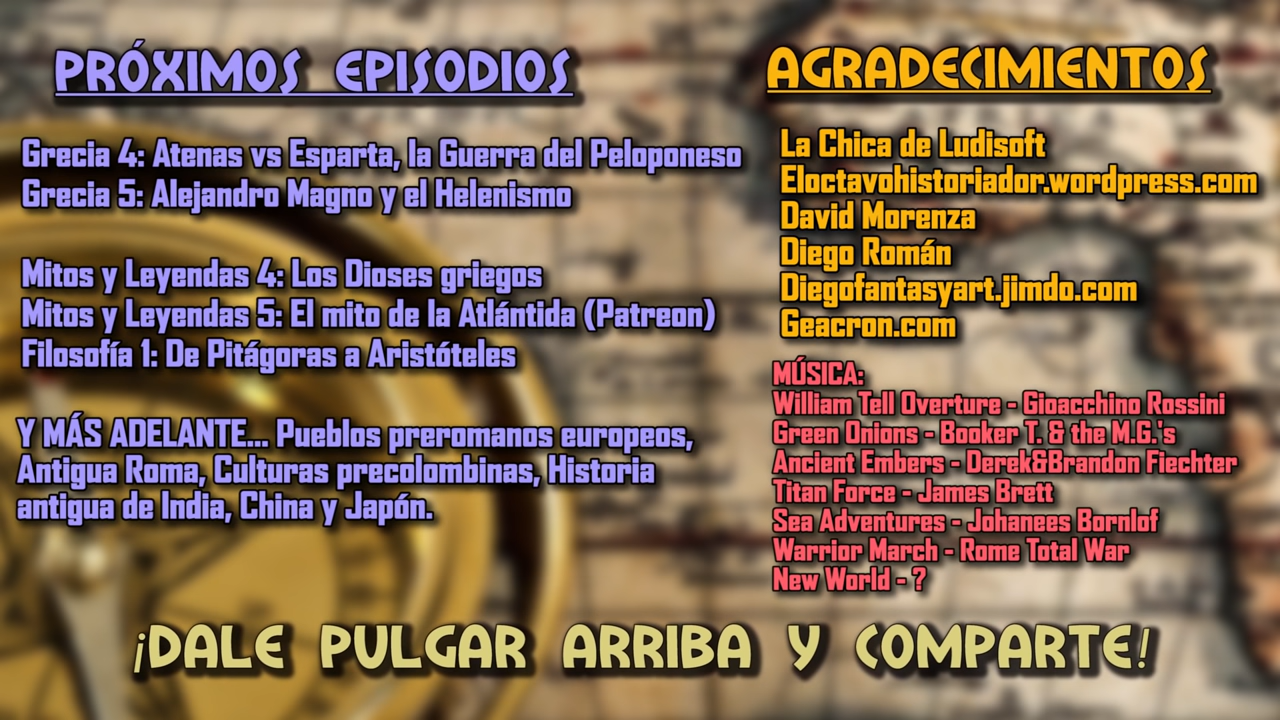 PRÓXIMOS EPISODIOS
Grecia 4: Atenas vs Esparta, la Guerra del Peloponeso
Grecia 5: Alejandro Magno y el Helenismo
Mitos y Leyendas 4: Los Dioses griegos
Mitos y Leyendas 5: El mito de la Atlántida (Patreon)
Filosofía 1: De Pitágoras a Aristóteles
Y MÁS ADELANTE... Pueblos preromanos europeos,
Antigua Roma, Culturas precolombinas, Historia
antigua de India, China y Japón.
AGRADECIMIENTOS
La Chica de Ludisoft
Eloctavohistoriador.wordpress.com
David Morenza
Diego Román
Diegofantasyart.jimdo.com
Geacron.com
MÚSICA:
William Tell Overture - Gioacchino Rossini
Green Onions - Booker T. & the M.G.'s
Ancient Embers - Derek&Brandon Fiechter
Titan Force - James Brett
Sea Adventures - Johanees Bornlof
Warrior March - Rome Total War
New World - ?
¡DALE PULGAR ARRIBA Y COMPARTE!